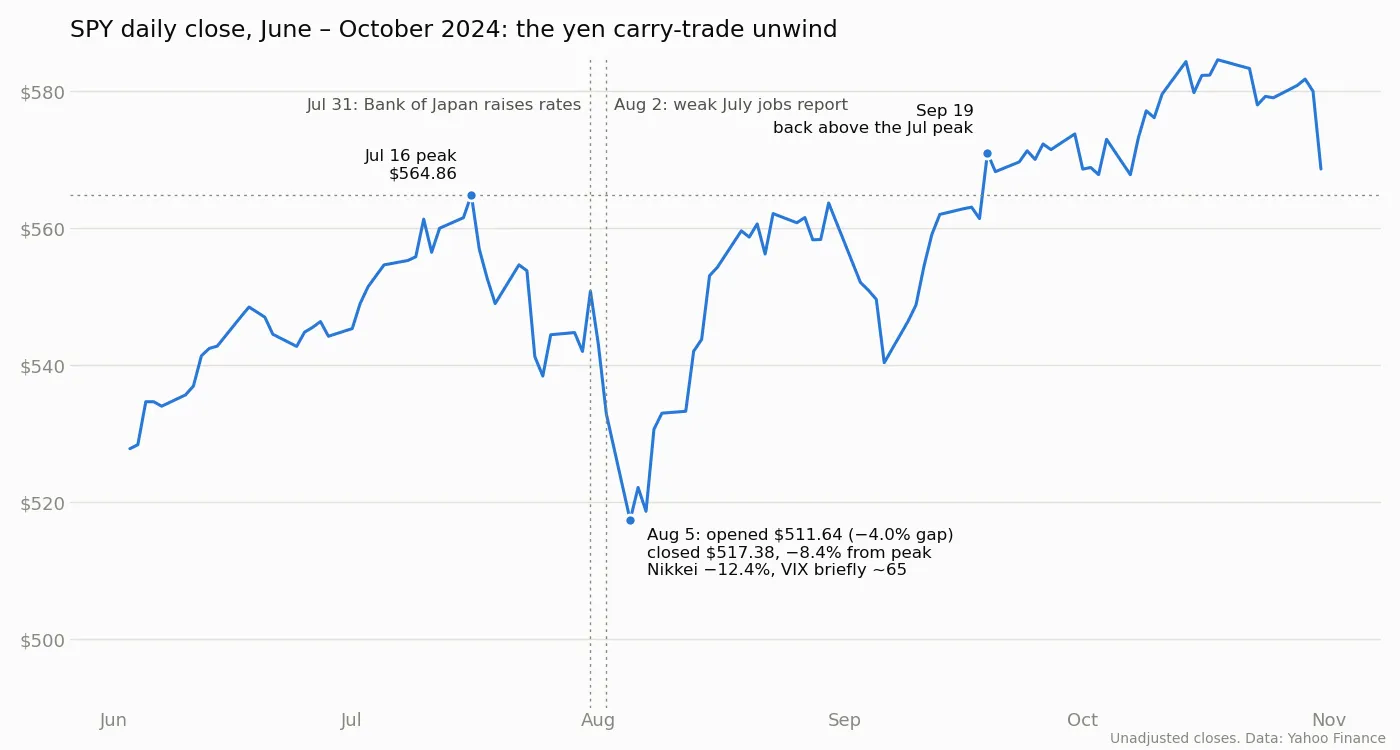 SPY daily close, June – October 2024: the yen carry-trade unwind
$580
Jul 31: Bank of Japan raises rates
Aug 2: weak July jobs report
Sep 19
back above the Jul peak
Jul 16 peak
$564.86
$560
$540
$520
Aug 5: opened $511.64 (−4.0% gap)
closed $517.38, −8.4% from peak
Nikkei −12.4%, VIX briefly ~65
$500
Jun
Jul
Aug
Sep
Oct
Nov
Unadjusted closes. Data: Yahoo Finance